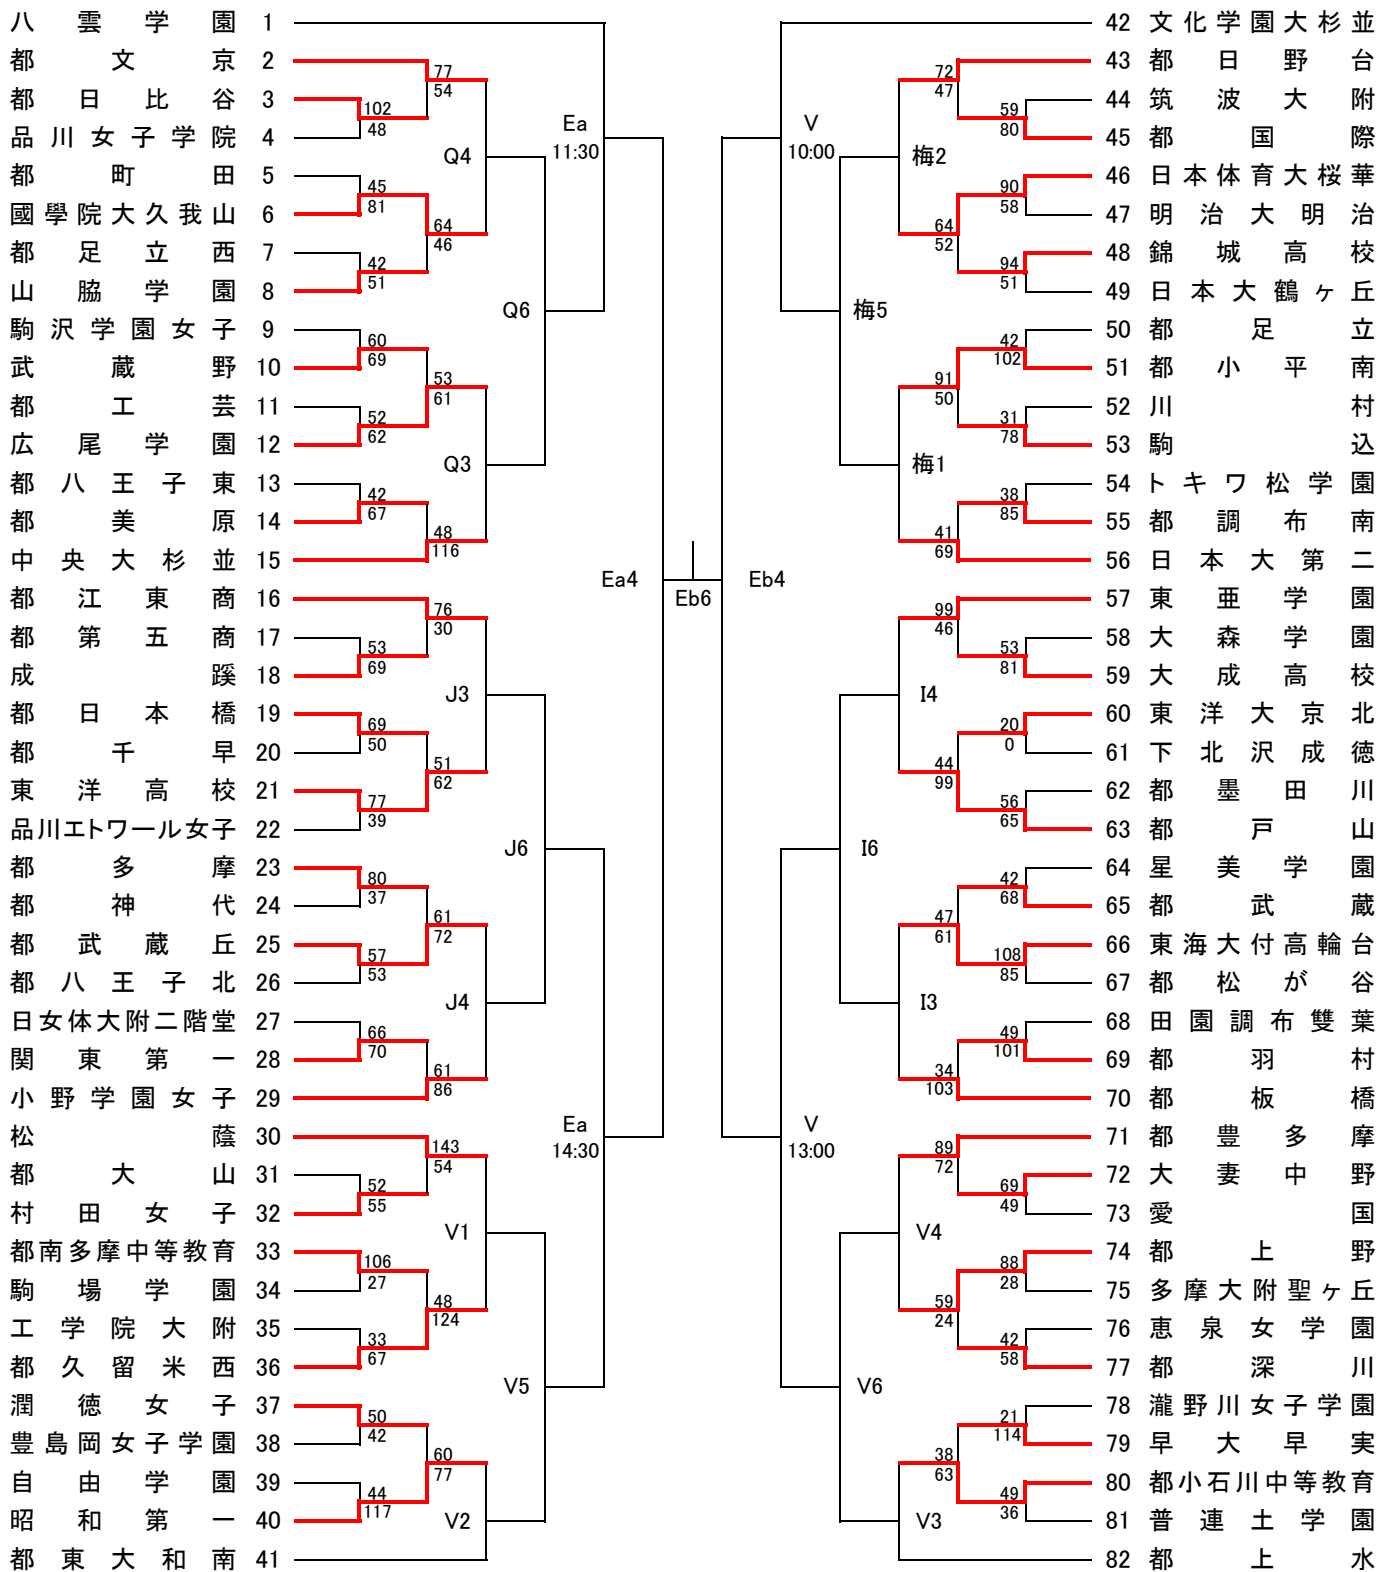 八雲学園 1
都文京 2
都日比谷 3
品川女子学院 4
都町田 5
國學院大久我山 6
都足立西 7
山脇学園 8
駒沢学園女子 9
武蔵野 10
都工芸 11
広尾学園 12
都八王子東 13
都美原 14
中央大杉並 15
都江東商 16
都第五商 17
成蹊 18
都日本橋 19
都千早 20
東洋高校 21
品川エトワール女子 22
都多摩 23
都神代 24
都武蔵丘 25
都八王子北 26
日女体大附二階堂 27
関東第一 28
小野学園女子 29
松蔭 30
都大山 31
村田女子 32
都南多摩中等教育 33
駒場学園 34
工学院大附 35
都久留米西 36
潤徳女子 37
豊島岡女子学園 38
自由学園 39
昭和第一 40
都東大和南 41
102
48
45
81
42
51
60
69
52
62
42
67
53
69
69
50
77
39
80
37
57
53
66
70
52
55
106
27
33
67
50
42
44
117
77
54
64
46
53
61
48
116
76
30
51
62
61
72
61
86
143
54
48
124
60
77
Q4
Q3
J3
J4
V1
V2
Q6
J6
V5
Ea
11:30
Ea
14:30
Ea4
Eb6
Eb4
V
10:00
V
13:00
梅5
I6
V6
梅2
梅1
I4
I3
V4
V3
72
47
64
52
91
50
41
69
99
46
44
99
47
61
34
103
89
72
59
24
38
63
59
80
90
58
94
51
42
102
31
78
38
85
53
81
20
0
56
65
42
68
108
85
49
101
69
49
88
28
42
58
21
114
49
36
42 文化学園大杉並
43 都日野台
44 筑波大附
45 都国際
46 日本体育大桜華
47 明治大明治
48 錦城高校
49 日本大鶴ヶ丘
50 都足立
51 都小平南
52 川村
53 駒込
54 トキワ松学園
55 都調布南
56 日本大第二
57 東亜学園
58 大森学園
59 大成高校
60 東洋大京北
61 下北沢成徳
62 都墨田川
63 都戸山
64 星美学園
65 都武蔵
66 東海大付高輪台
67 都松が谷
68 田園調布雙葉
69 都羽村
70 都板橋
71 都豊多摩
72 大妻中野
73 愛国
74 都上野
75 多摩大附聖ヶ丘
76 恵泉女学園
77 都深川
78 瀧野川女子学園
79 早大早実
80 都小石川中等教育
81 普連土学園
82 都上水